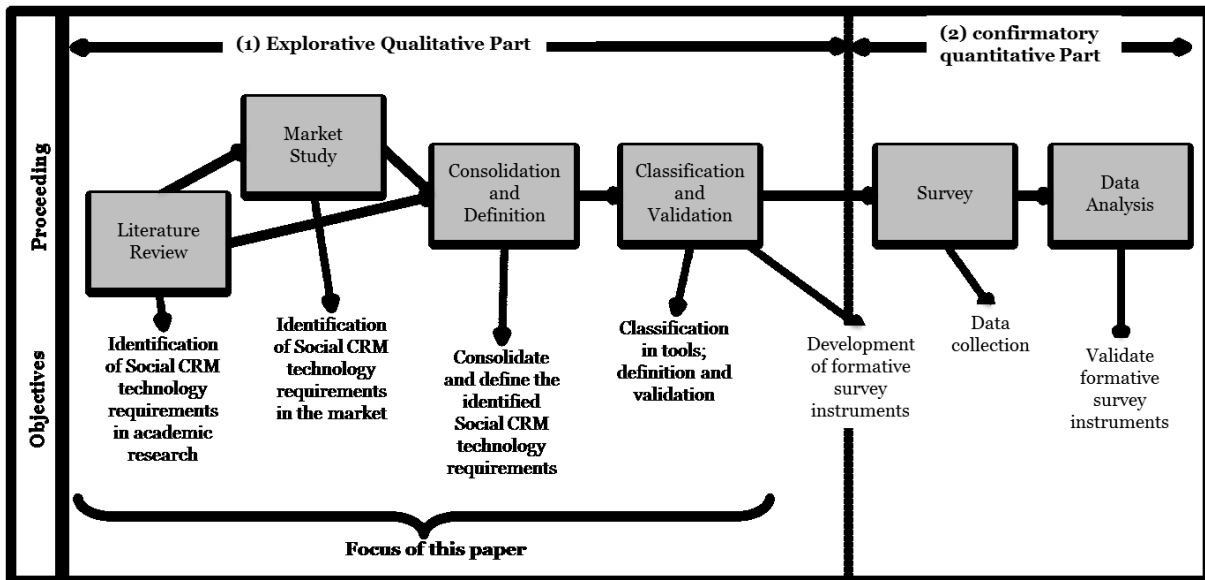 (1) Explorative Qualitative Part
(2) confirmatory
quantitative Part
Proceeding
Literature
Review
Market
Study
Consolidation
and
Definition
Classification
and
Validation
Survey
Data
Analysis
Objectives
Identification
of Social CRM
technology
requirements
in academic
research
Identification
of Social CRM
technology
requirements
in the market
Consolidate
and define the
identified
Social CRM
technology
requirements
Classification
in tools;
definition and
validation
Development
of formative
survey
instruments
Data
collection
Validate
formative
survey
instruments
Focus of this paper